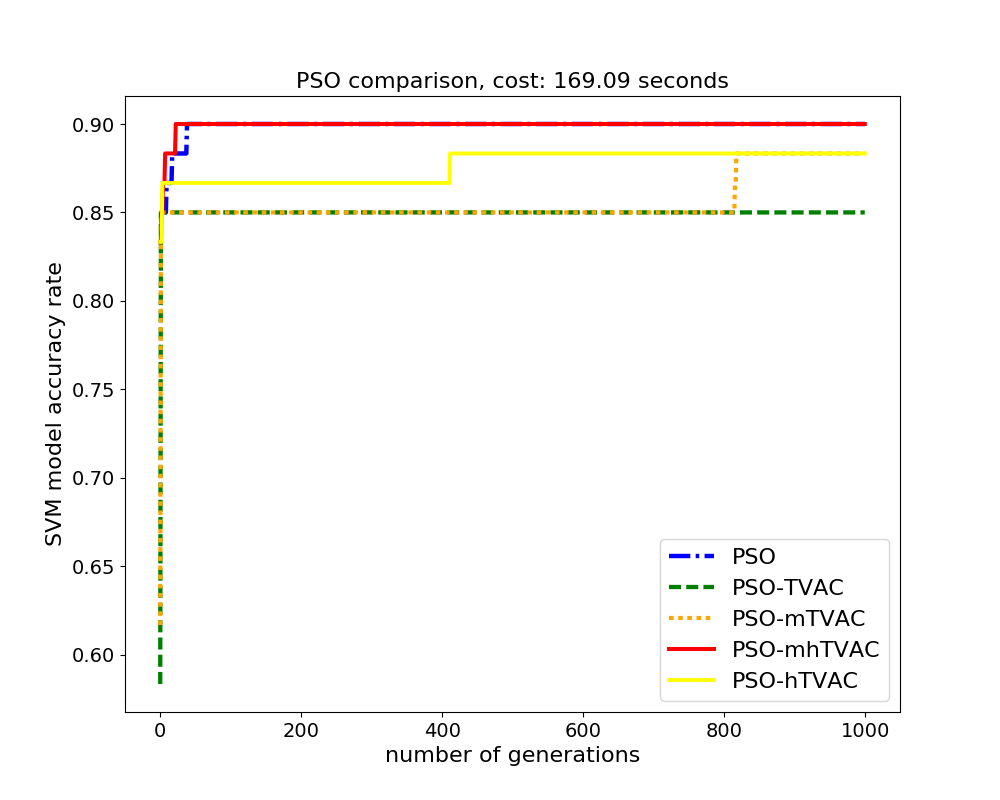 PSO comparison, cost: 169.09 seconds
SVM model accuracy rate
0.90
0.85
0.80
0.75
0.70
0.65
0.60
0 200 400 600 800 1000
number of generations
PSO
PSO-TVAC
PSO-mTVAC
PSO-mhTVAC
PSO-hTVAC